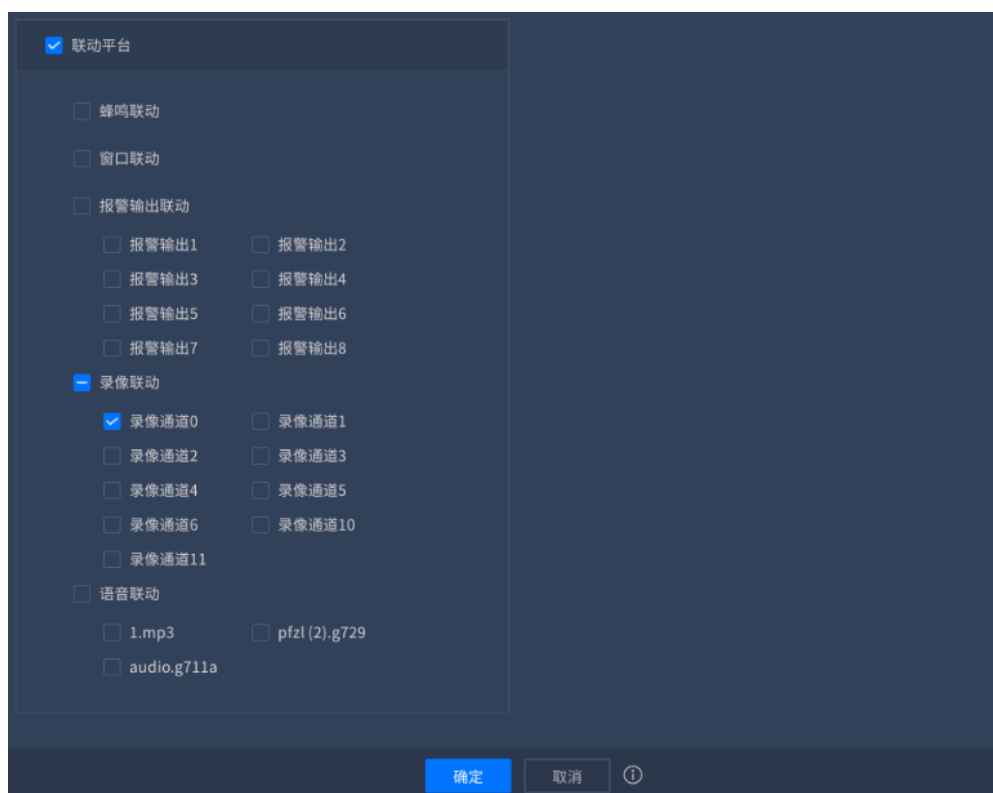 联动平台
蜂鸣联动
窗口联动
报警输出联动
报警输出1 报警输出2
报警输出3 报警输出4
报警输出5 报警输出6
报警输出7 报警输出8
录像联动
录像通道0 录像通道1
录像通道2 录像通道3
录像通道4 录像通道5
录像通道6 录像通道10
录像通道11
语音联动
1.mp3 pfzl (2).g729
audio.g711a
确定 取消